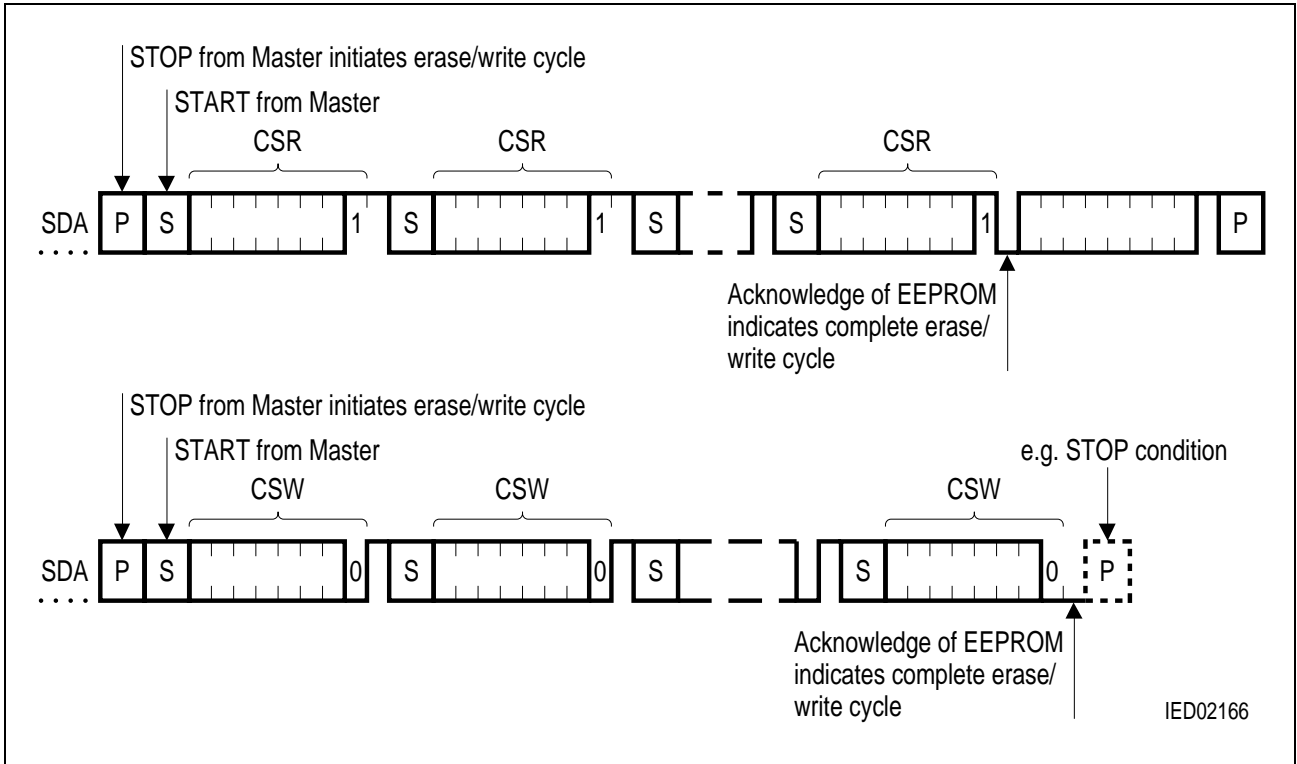 STOP from Master initiates erase/write cycle
START from Master
CSR CSR CSR
SDA P S 1 S 1 S S 1 P
. . . .
Acknowledge of EEPROM
indicates complete erase/
write cycle
STOP from Master initiates erase/write cycle
START from Master e.g. STOP condition
CSW CSW CSW
SDA P S 0 S 0 S S 0 P
. . . .
Acknowledge of EEPROM
indicates complete erase/
write cycle
IED02166